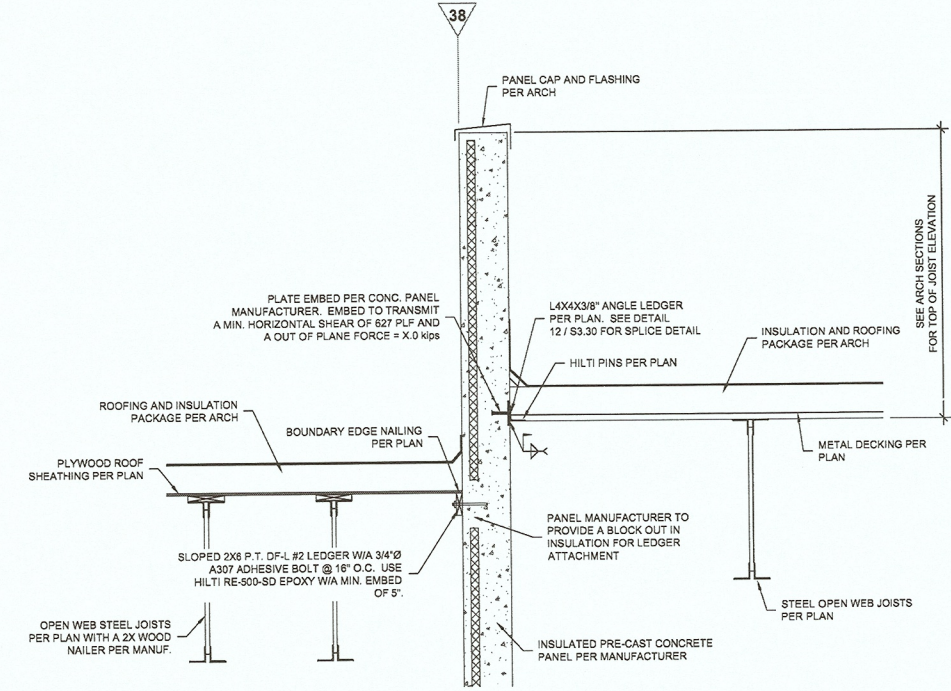 38
PANEL CAP AND FLASHING
PER ARCH
SEE ARCH SECTIONS
FOR TOP OF JOIST ELEVATION
PLATE EMBED PER CONC. PANEL
MANUFACTURER. EMBED TO TRANSMIT
A MIN. HORIZONTAL SHEAR OF 627 PLF AND
A OUT OF PLANE FORCE = X.0 kips
L4X4X3/8" ANGLE LEDGER
PER PLAN. SEE DETAIL
12 / S3.30 FOR SPLICE DETAIL
INSULATION AND ROOFING
PACKAGE PER ARCH
HILTI PINS PER PLAN
ROOFING AND INSULATION
PACKAGE PER ARCH
BOUNDARY EDGE NAILING
PER PLAN
METAL DECKING PER
PLAN
PLYWOOD ROOF
SHEATHING PER PLAN
PANEL MANUFACTURER TO
PROVIDE A BLOCK OUT IN
INSULATION FOR LEDGER
ATTACHMENT
SLOPED 2X6 P.T. DF-L #2 LEDGER W/A 3/4"Ø
A307 ADHESIVE BOLT @ 16" O.C. USE
HILTI RE-500-SD EPOXY W/A MIN. EMBED
OF 5".
STEEL OPEN WEB JOISTS
PER PLAN
OPEN WEB STEEL JOISTS
PER PLAN WITH A 2X WOOD
NAILER PER MANUF.
INSULATED PRE-CAST CONCRETE
PANEL PER MANUFACTURER